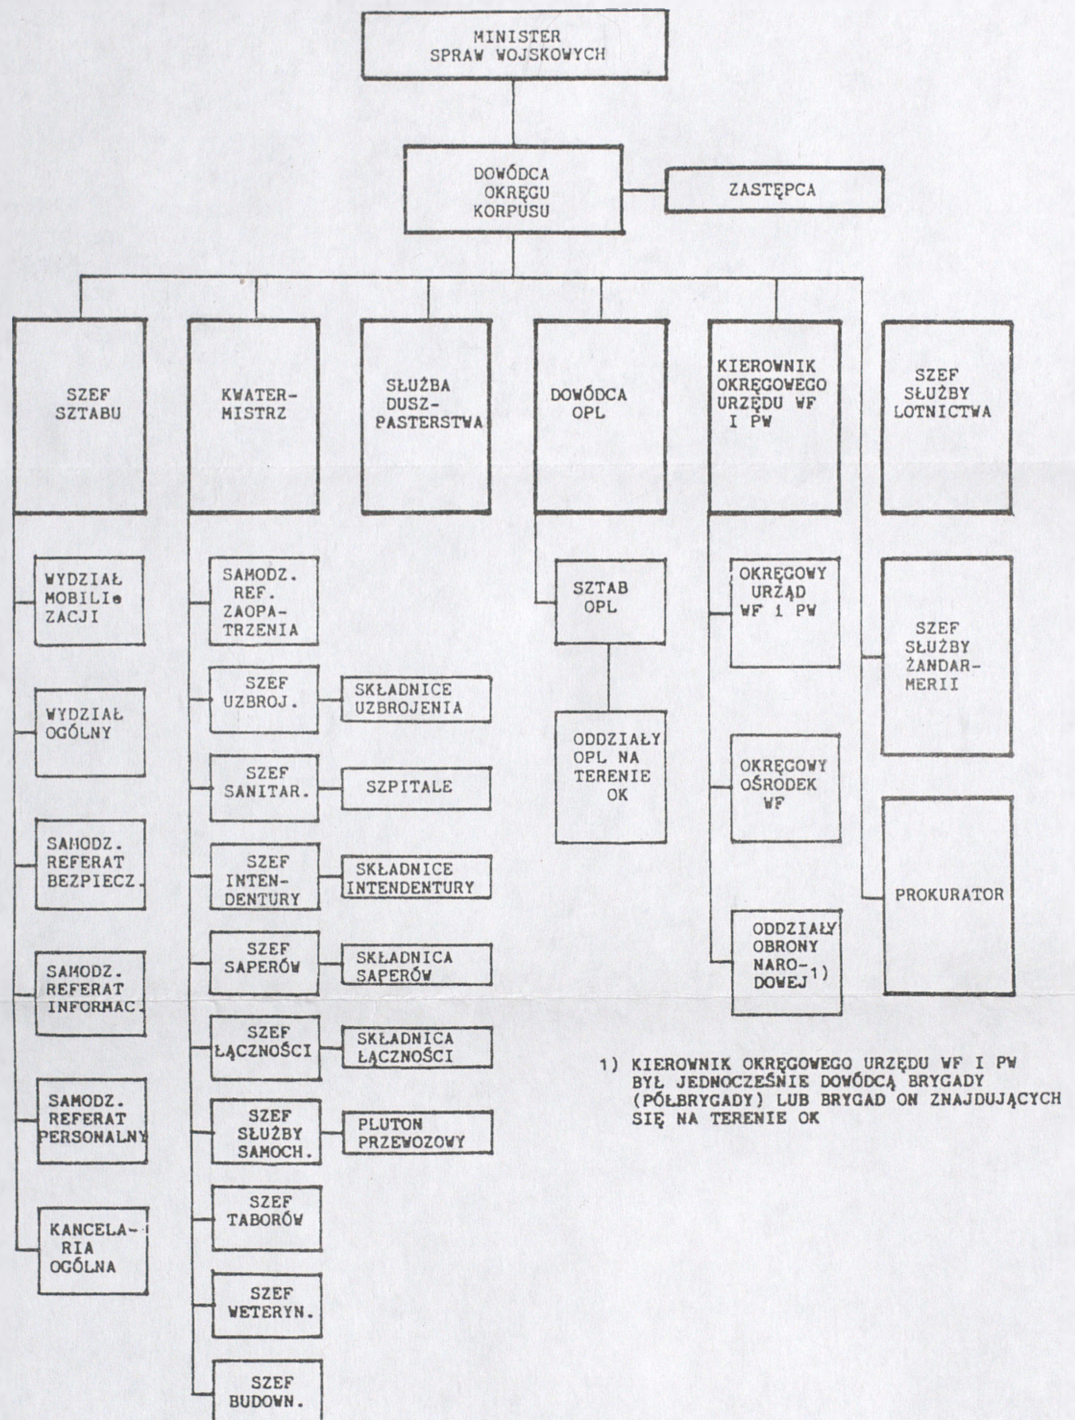 MINISTER
SPRAW WOJSKOWYCH
DOWÓDCA
OKRĘGU
KORPUSU
ZASTĘPCA
SZEF
SZTABU
KWATER-
MISTRZ
SŁUŻBA
DUSZ-
PASTERSTWA
DOWÓDCA
OPL
KIEROWNIK
OKRĘGOWEGO
URZĘDU WF
I PW
SZEF
SŁUŻBY
LOTNICTWA
WYDZIAŁ
MOBILI
ZACJI
WYDZIAŁ
OGÓLNY
SAMODZ.
REFERAT
BEZPIECZ.
SAMODZ.
REFERAT
INFORMAC.
SAMODZ.
REFERAT
PERSONALNY
KANCELA-
RIA
OGÓLNA
SAMODZ.
REF.
ZAOPA-
TRZENIA
SZEF
UZBROJ.
SKŁADNICE
UZBROJENIA
SZEF
SANITAR.
SZPITALE
SZEF
INTEN-
DENTURY
SKŁADNICE
INTENDENTURY
SZEF
SAPERÓW
SKŁADNICA
SAPERÓW
SZEF
ŁĄCZNOŚCI
SKŁADNICA
ŁĄCZNOŚCI
SZEF
SŁUŻBY
SAMOCH.
PLUTON
PRZEWOZOWY
SZEF
TABORÓW
SZEF
WETERYN.
SZEF
BUDOWN.
SZTAB
OPL
ODDZIAŁY
OPL NA
TERENIE
OK
OKRĘGOWY
URZĄD
WF I PW
OKRĘGOWY
OŚRODEK
WF
ODDZIAŁY
OBRONY
NARO-
DOWEJ 1)
SZEF
SŁUŻBY
ŻANDAR-
MERII
PROKURATOR
1) KIEROWNIK OKRĘGOWEGO URZĘDU WF I PW
BYŁ JEDNOCZEŚNIE DOWÓDCĄ BRYGADY
(PÓŁBRYGADY) LUB BRYGAD ON ZNAJDUJĄCYCH
SIĘ NA TERENIE OK